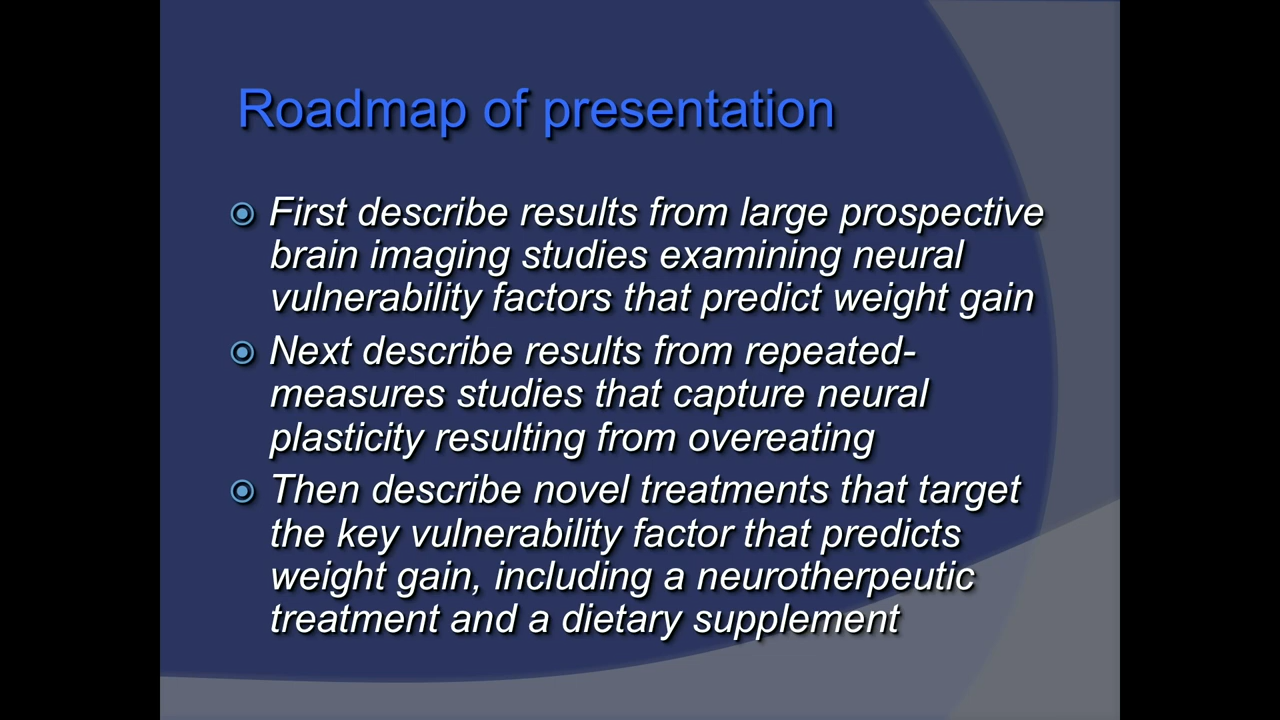 Roadmap of presentation
First describe results from large prospective
brain imaging studies examining neural
vulnerability factors that predict weight gain
Next describe results from repeated-
measures studies that capture neural
plasticity resulting from overeating
Then describe novel treatments that target
the key vulnerability factor that predicts
weight gain, including a neurotherpeutic
treatment and a dietary supplement